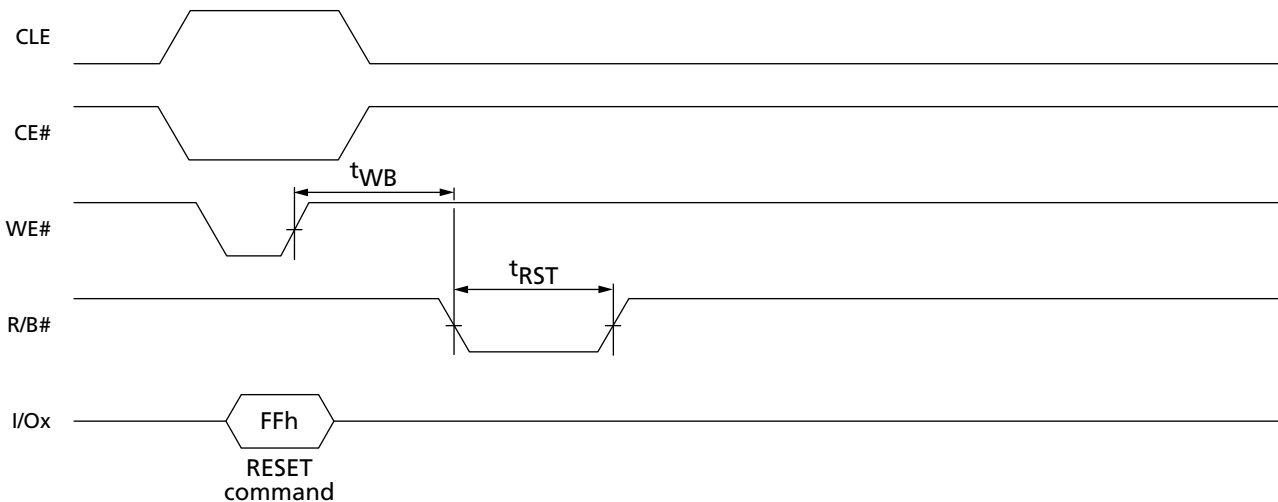 CLE
CE#
tWB
WE#
tRST
R/B#
I/Ox
FFh
RESET
command